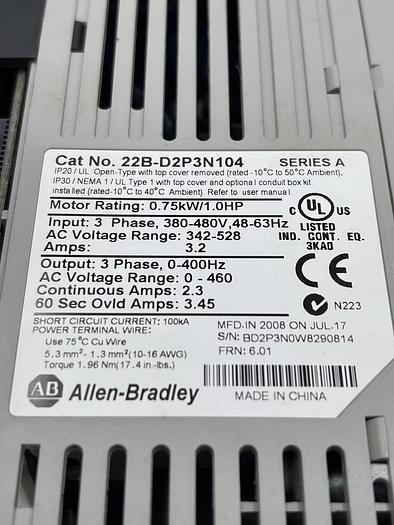 Cat No. 22B-D2P3N104 SERIES A
IP20 / UL Open-Type with top cover removed (rated -10°C to 50°C Ambient).
IP30 / NEMA 1 / UL Type 1 with top cover and optional conduit box kit
installed (rated-10°C to 40°C Ambient). Refer to user manual.
Motor Rating: 0.75kW/1.0HP
Input: 3 Phase, 380-480V,48-63Hz
AC Voltage Range: 342-528
Amps: 3.2
C UL US
LISTED
IND. CONT. EQ.
3KAD
Output: 3 Phase, 0-400Hz
AC Voltage Range: 0 - 460
Continuous Amps: 2.3
60 Sec Ovld Amps: 3.45
CE
N223
SHORT CIRCUIT CURRENT: 100kA
POWER TERMINAL WIRE:
Use 75°C Cu Wire
5.3 mm²- 1.3 mm²(10-16 AWG)
Torque 1.96 Nm(17.4 in.-lbs.)
MFD.IN 2008 ON JUL.17
S/N: BD2P3N0W8290814
FRN: 6.01
AB Allen-Bradley
MADE IN CHINA